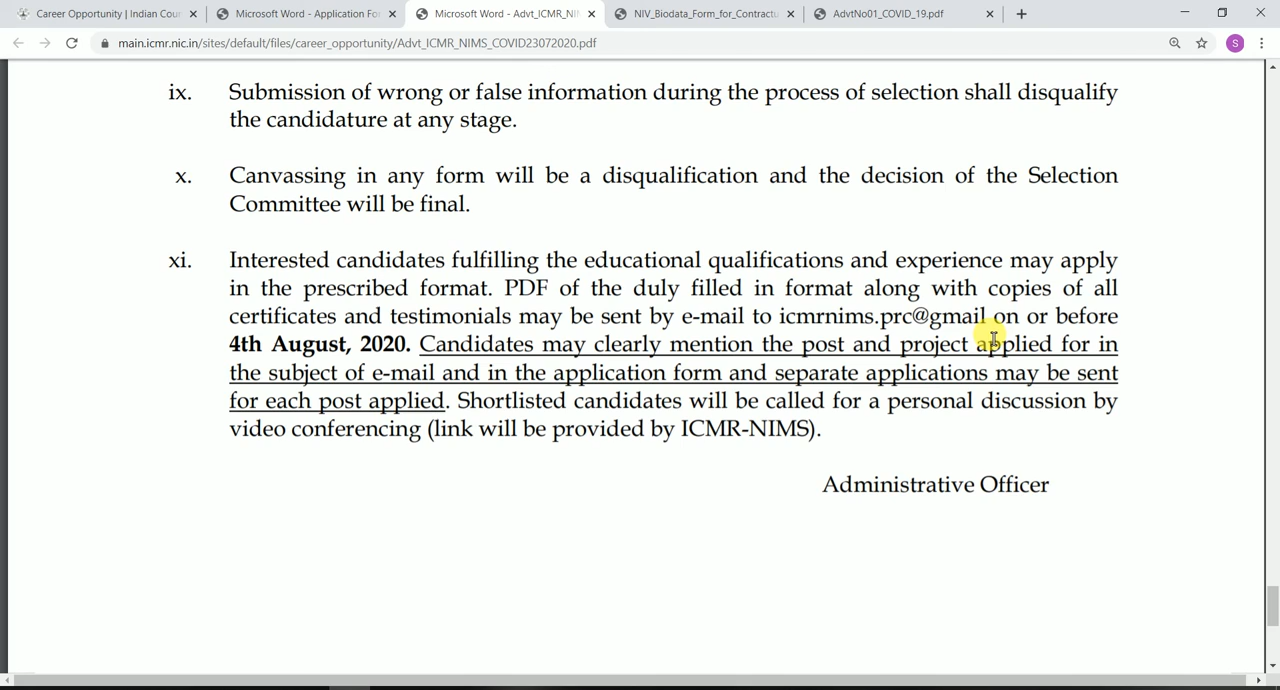 Career Opportunity | Indian Cour
Microsoft Word - Application Fo
Microsoft Word - Advt_ICMR_NI
NIV_Biodata_Form_for_Contractu
AdvtNo01_COVID_19.pdf
main.icmr.nic.in/sites/default/files/career_opportunity/Advt_ICMR_NIMS_COVID23072020.pdf
S
ix. Submission of wrong or false information during the process of selection shall disqualify
the candidature at any stage.
x. Canvassing in any form will be a disqualification and the decision of the Selection
Committee will be final.
xi. Interested candidates fulfilling the educational qualifications and experience may apply
in the prescribed format. PDF of the duly filled in format along with copies of all
certificates and testimonials may be sent by e-mail to icmrnims.prc@gmail on or before
4th August, 2020. Candidates may clearly mention the post and project applied for in
the subject of e-mail and in the application form and separate applications may be sent
for each post applied. Shortlisted candidates will be called for a personal discussion by
video conferencing (link will be provided by ICMR-NIMS).
Administrative Officer